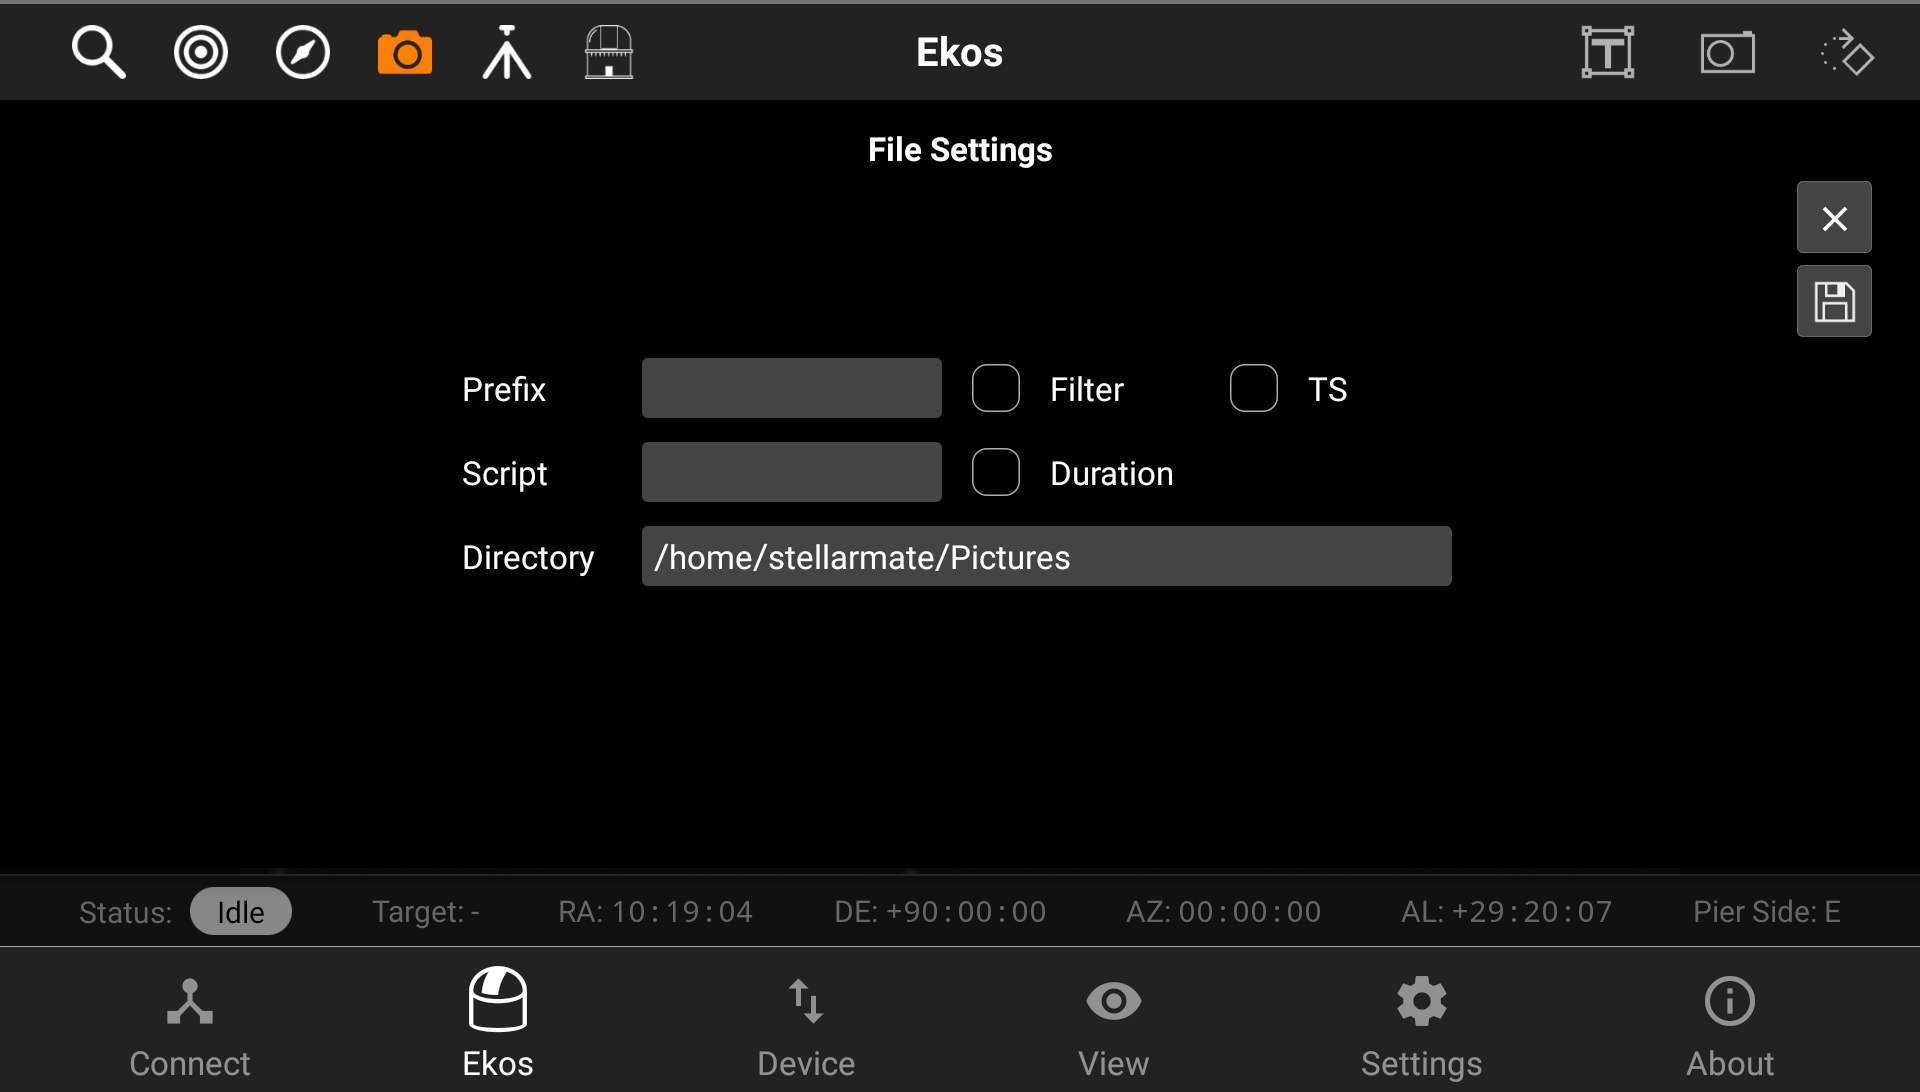 Ekos
File Settings
Prefix
Filter
TS
Script
Duration
Directory
/home/stellarmate/Pictures
Status: Idle
Target: -
RA: 10:19:04
DE: +90:00:00
AZ: 00:00:00
AL: +29:20:07
Pier Side: E
Connect
Ekos
Device
View
Settings
About